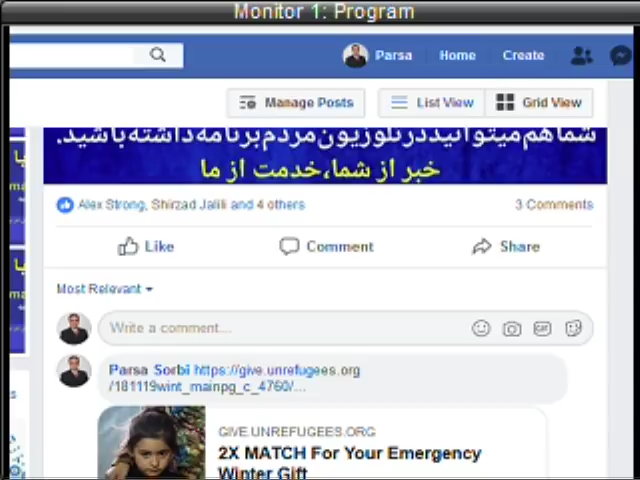 Monitor 1: Program
Parsa Home Create
Manage Posts List View Grid View
شما هم میتوانید در تلوزیون مردم برنامه داشته باشید.
خبر از شما، خدمت از ما
Alex Strong, Shirzad Jalili and 4 others 3 Comments
Like Comment Share
Most Relevant
Write a comment...
GIF
Parsa Sorbi https://give.unrefugees.org
/181119wint_mainpg_c_4760/...
GIVE.UNREFUGEES.ORG
2X MATCH For Your Emergency
Winter Gift